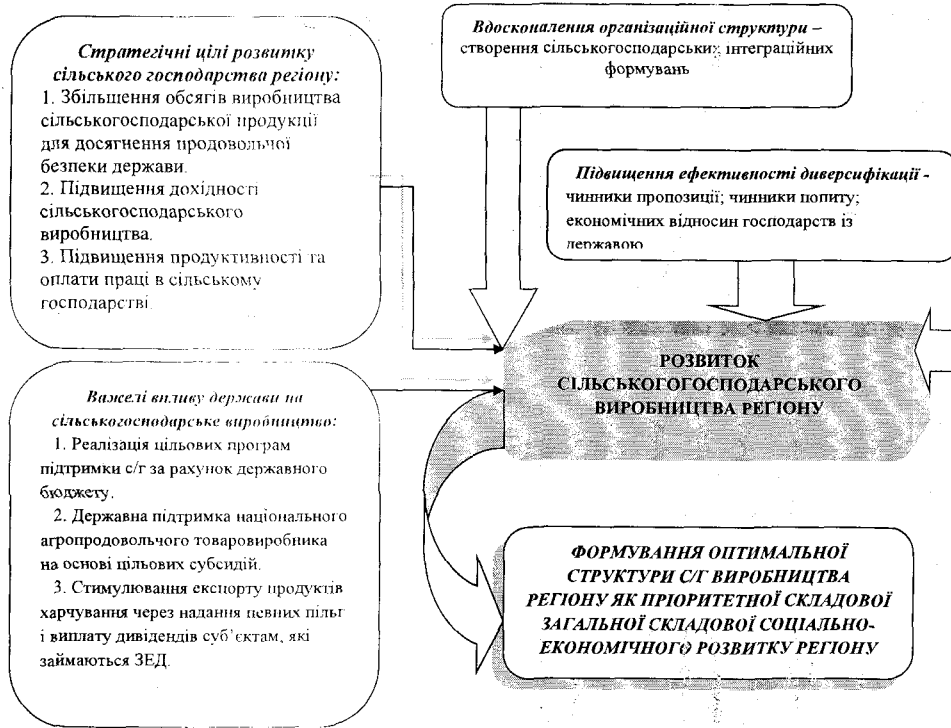 Стратегічні цілі розвитку
сільського господарства регіону:
1. Збільшення обсягів виробництва
сільськогосподарської продукції
для досягнення продовольчої
безпеки держави.
2. Підвищення дохідності
сільськогосподарського
виробництва.
3. Підвищення продуктивності та
оплати праці в сільському
господарстві.
Вдосконалення організаційної структури –
створення сільськогосподарських інтеграційних
формувань
Підвищення ефективності диверсифікації -
чинники пропозиції; чинники попиту;
економічних відносин господарств із
державою
РОЗВИТОК
СІЛЬСЬКОГОГОСПОДАРСЬКОГО
ВИРОБНИЦТВА РЕГІОНУ
Важелі впливу держави на
сільськогосподарське виробництво:
1. Реалізація цільових програм
підтримки с/г за рахунок державного
бюджету.
2. Державна підтримка національного
агропродовольчого товаровиробника
на основі цільових субсидій.
3. Стимулювання експорту продуктів
харчування через надання певних пільг
і виплату дивідендів суб’єктам, які
займаються ЗЕД.
ФОРМУВАННЯ ОПТИМАЛЬНОЇ
СТРУКТУРИ С/Г ВИРОБНИЦТВА
РЕГІОНУ ЯК ПРІОРИТЕТНОЇ СКЛАДОВОЇ
ЗАГАЛЬНОЇ СКЛАДОВОЇ СОЦІАЛЬНО-
ЕКОНОМІЧНОГО РОЗВИТКУ РЕГІОНУ